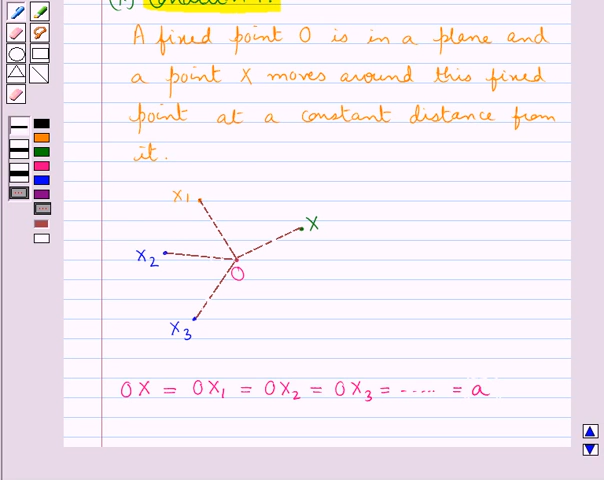 A fixed point O is in a plane and
a point X moves around this fixed
point at a constant distance from
it.
X1
X
X2
O
X3
OX = OX1 = OX2 = OX3 = ...... = a